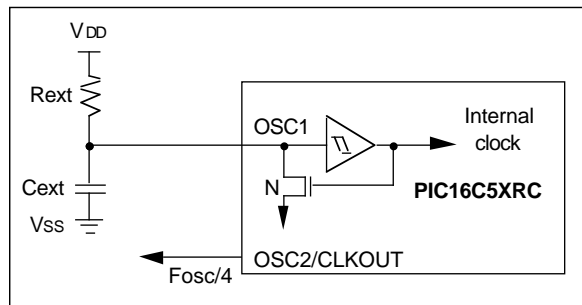 VDD
Rext
OSC1
Internal
clock
Cext
N
PIC16C5XRC
VSS
OSC2/CLKOUT
Fosc/4